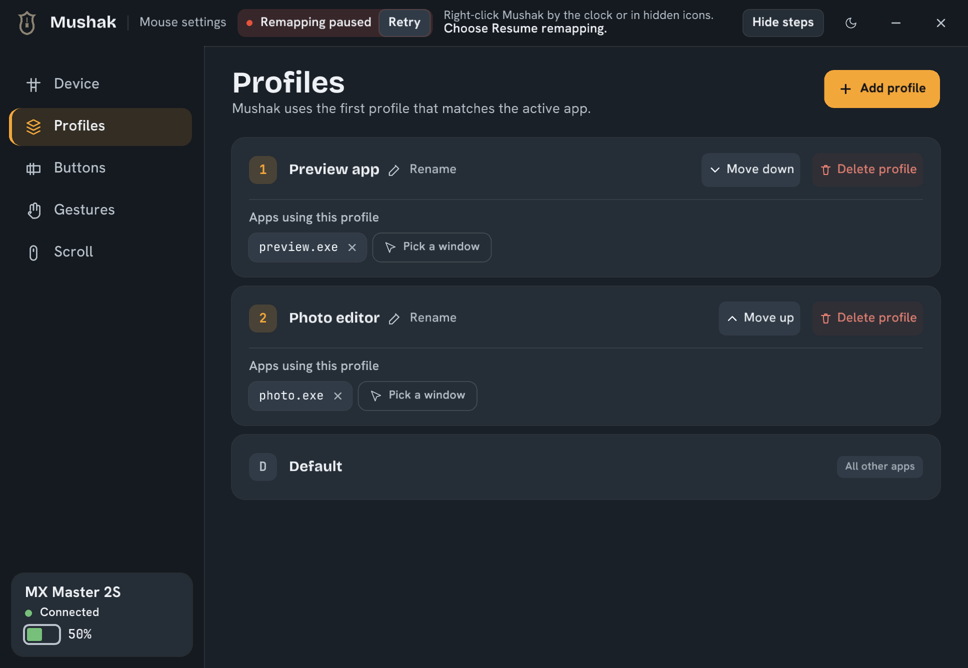 Mushak
Mouse settings
Remapping paused
Retry
Right-click Mushak by the clock or in hidden icons.
Choose Resume remapping.
Hide steps
Device
Profiles
Buttons
Gestures
Scroll
MX Master 2S
Connected
50%
Profiles
Mushak uses the first profile that matches the active app.
Add profile
1
Preview app
Rename
Move down
Delete profile
Apps using this profile
preview.exe
Pick a window
2
Photo editor
Rename
Move up
Delete profile
Apps using this profile
photo.exe
Pick a window
D
Default
All other apps